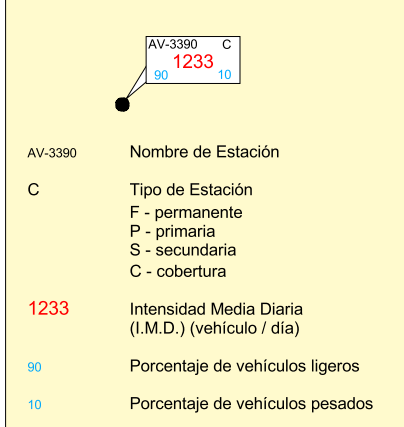 AV-3390 C
1233
90 10
AV-3390 Nombre de Estación
C Tipo de Estación
F - permanente
P - primaria
S - secundaria
C - cobertura
1233 Intensidad Media Diaria
(I.M.D.) (vehículo / día)
90 Porcentaje de vehículos ligeros
10 Porcentaje de vehículos pesados